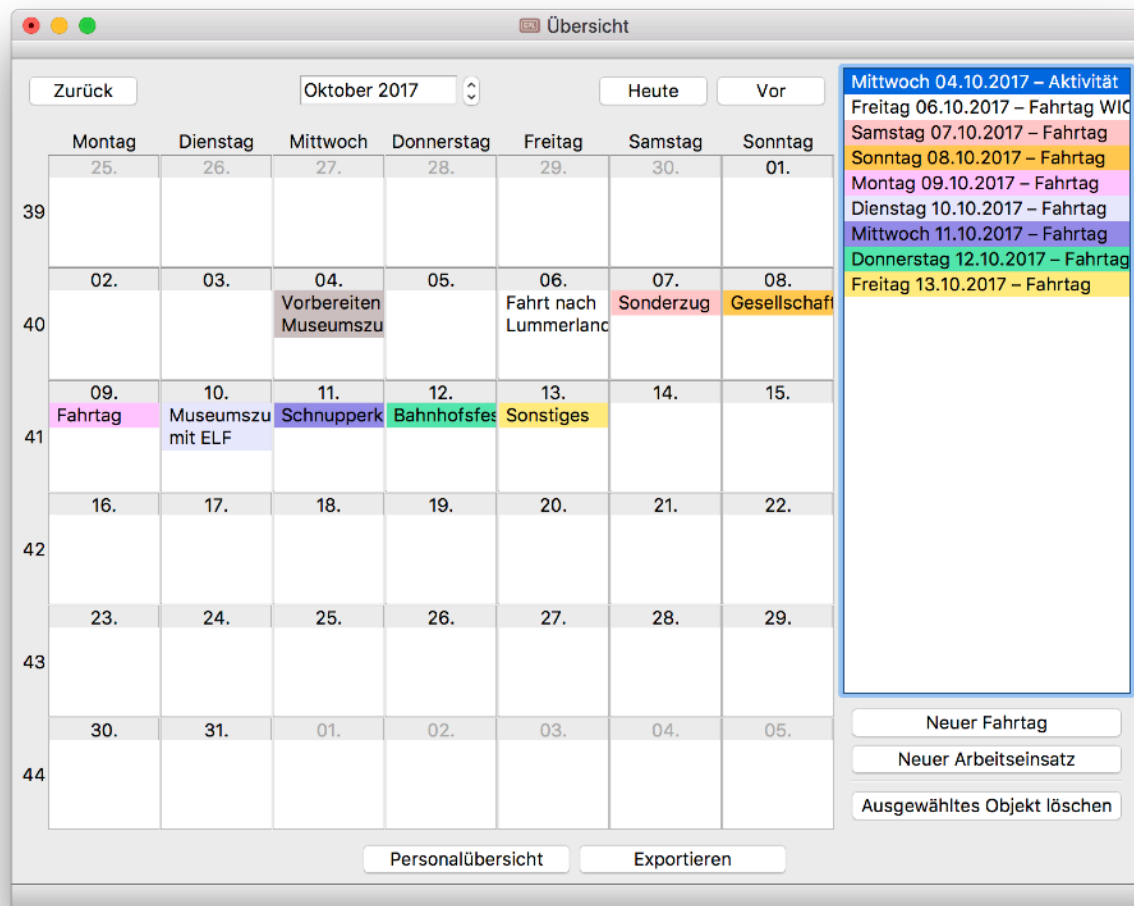 Übersicht
Zurück
Oktober 2017
Heute
Vor
Montag Dienstag Mittwoch Donnerstag Freitag Samstag Sonntag
25. 26. 27. 28. 29. 30. 01.
39
02. 03. 04. 05. 06. 07. 08.
Vorbereiten Fahrt nach Sonderzug Gesellschaft
40
Museumszu Lummerland
09. 10. 11. 12. 13. 14. 15.
Fahrtag Museumszu Schnupperk Bahnhofsfes Sonstiges
41
mit ELF
16. 17. 18. 19. 20. 21. 22.
42
23. 24. 25. 26. 27. 28. 29.
43
30. 31. 01. 02. 03. 04. 05.
44
Mittwoch 04.10.2017 – Aktivität
Freitag 06.10.2017 – Fahrtag WIC
Samstag 07.10.2017 – Fahrtag
Sonntag 08.10.2017 – Fahrtag
Montag 09.10.2017 – Fahrtag
Dienstag 10.10.2017 – Fahrtag
Mittwoch 11.10.2017 – Fahrtag
Donnerstag 12.10.2017 – Fahrtag
Freitag 13.10.2017 – Fahrtag
Neuer Fahrtag
Neuer Arbeitseinsatz
Ausgewähltes Objekt löschen
Personalübersicht
Exportieren